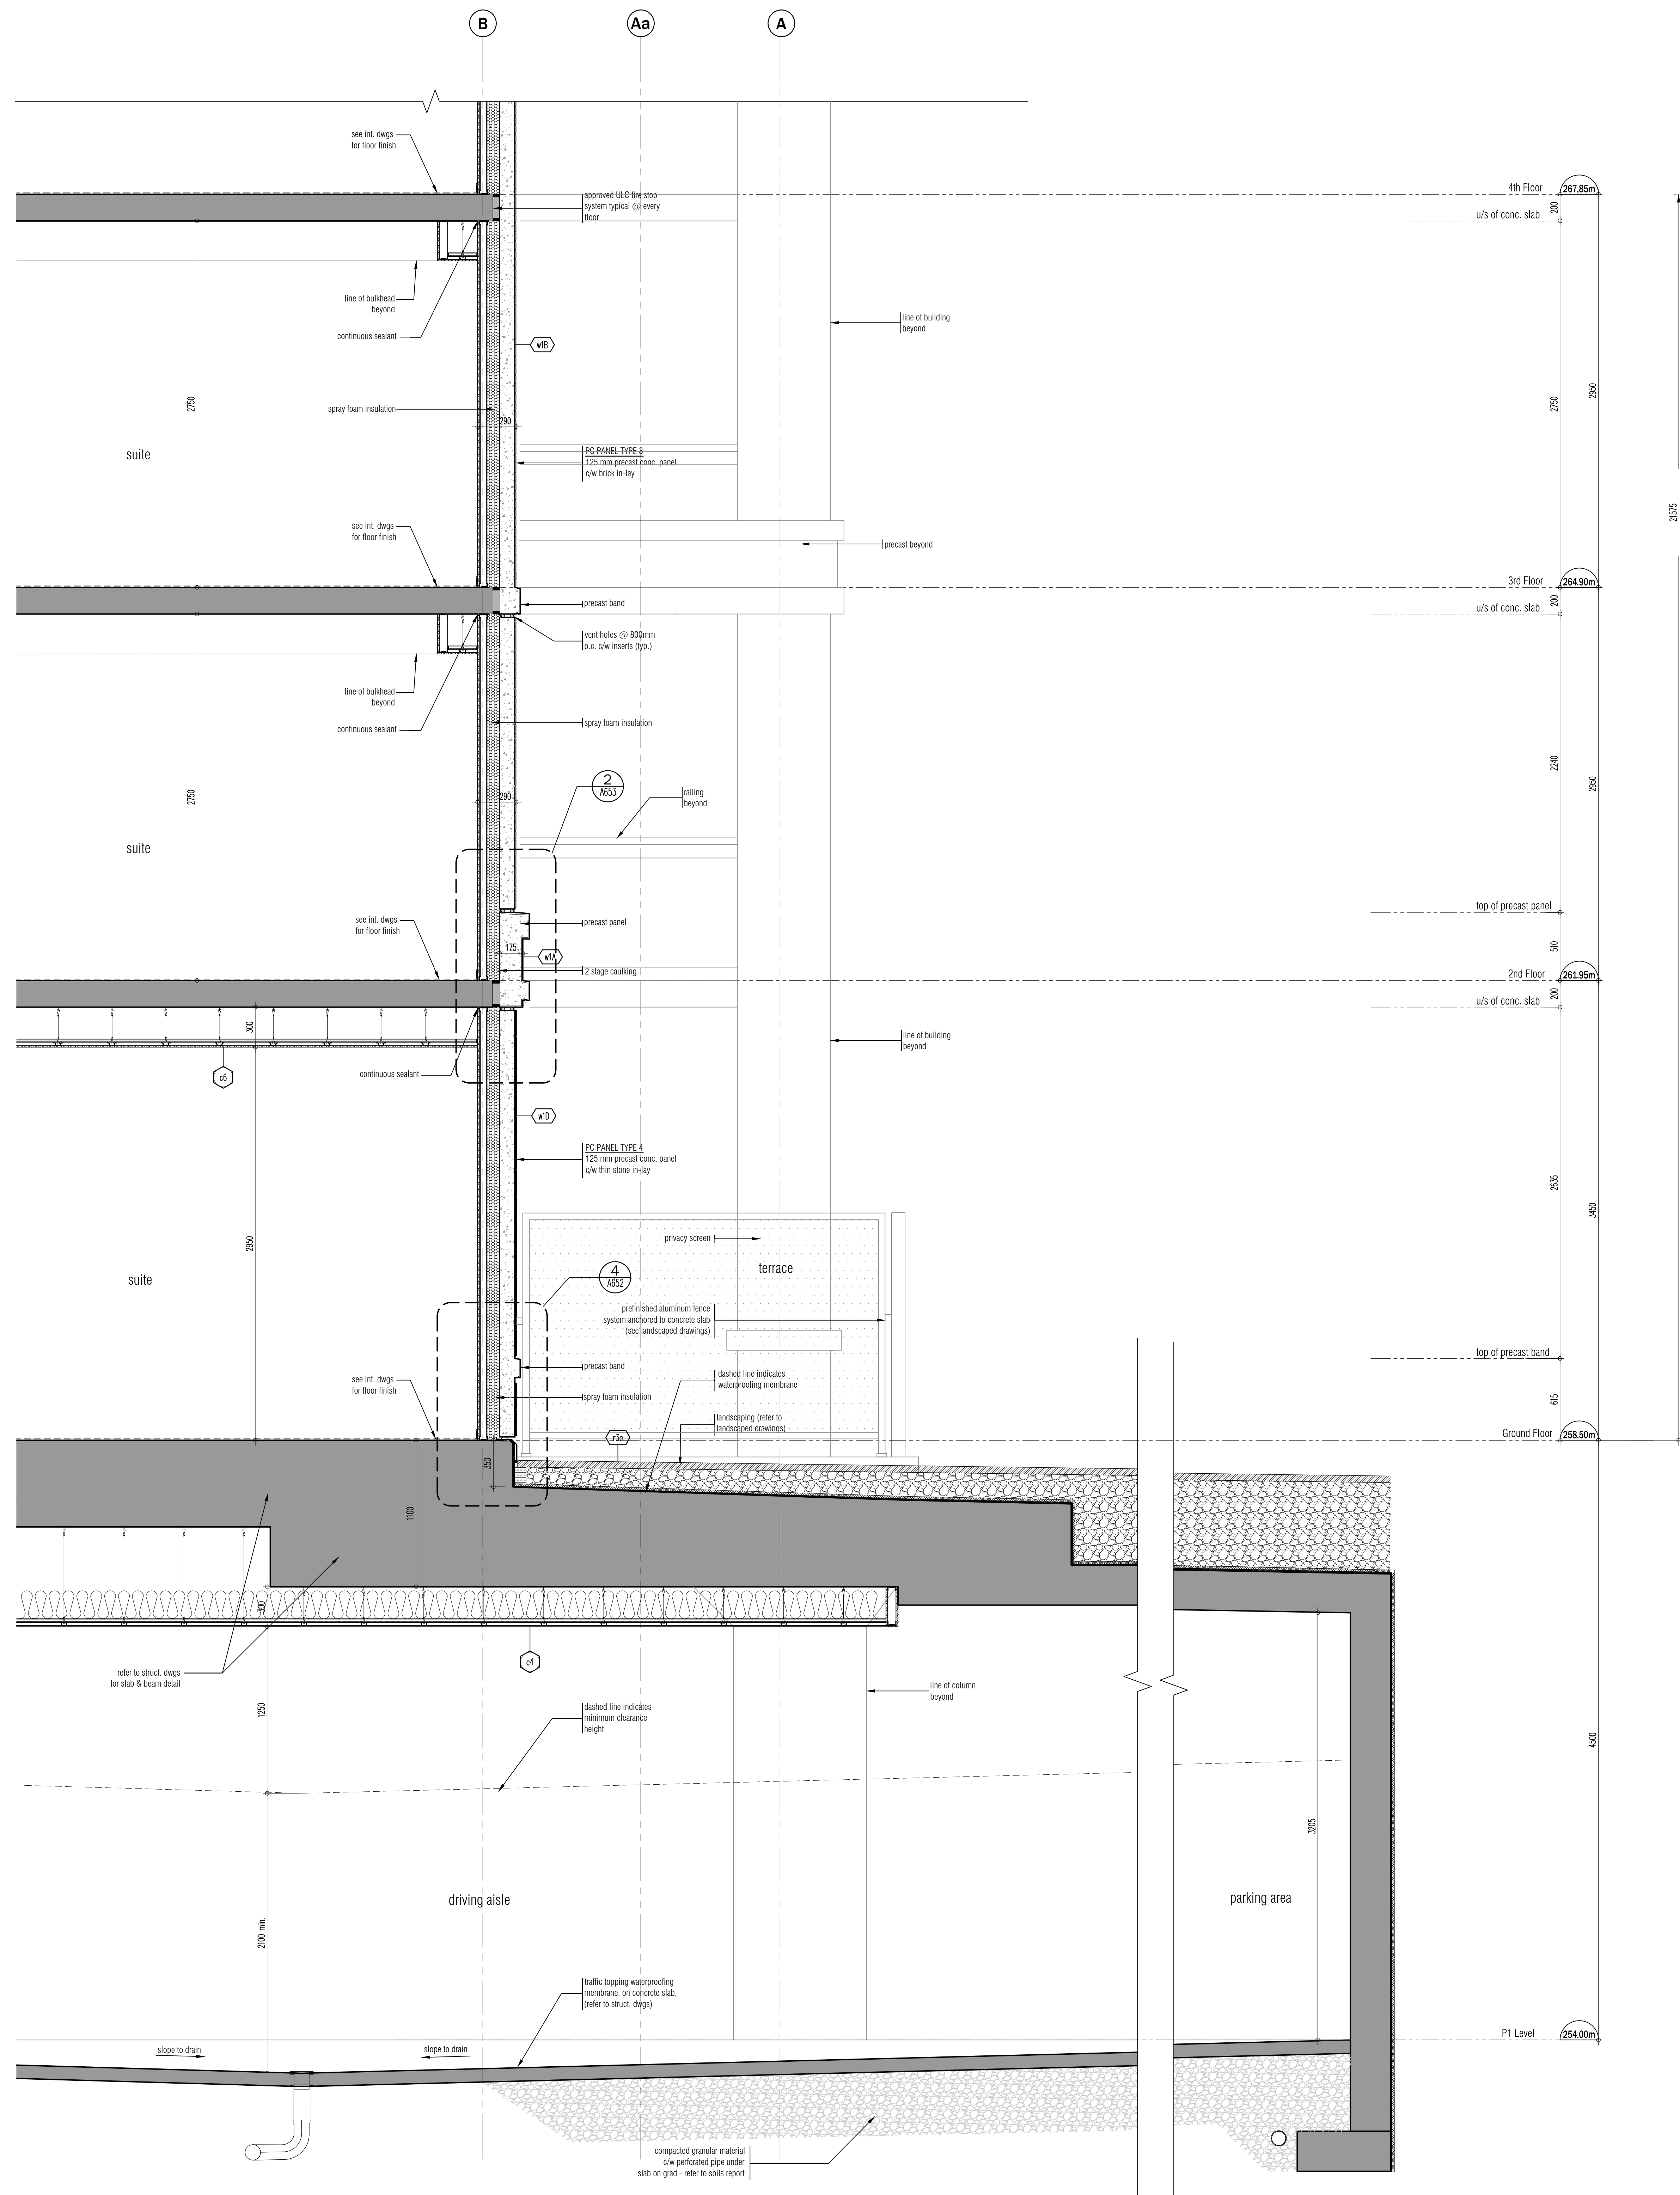 B
Aa
A
see int. dwgs
for floor finish
approved ULC fire stop
system typical @ every
floor
4th Floor
267.85m
200
u/s of conc. slab
line of bulkhead
beyond
continuous sealant
line of building
beyond
w1B
2750
spray foam insulation
290
2750
2950
suite
PC PANEL TYPE 3
125 mm precast conc. panel
c/w brick in-lay
21575
see int. dwgs
for floor finish
precast beyond
3rd Floor
264.90m
precast band
200
u/s of conc. slab
vent holes @ 800mm
o.c. c/w inserts (typ.)
line of bulkhead
beyond
continuous sealant
spray foam insulation
2240
2950
2
A653
2750
290
railing
beyond
suite
top of precast panel
see int. dwgs
for floor finish
precast panel
175
w1A
510
2 stage caulking
2nd Floor
261.95m
200
u/s of conc. slab
300
line of building
beyond
c6
continuous sealant
w1D
PC PANEL TYPE 4
125 mm precast conc. panel
c/w thin stone in-lay
2635
3450
2950
privacy screen
terrace
suite
4
A652
prefinished aluminum fence
system anchored to concrete slab
(see landscaped drawings)
top of precast band
precast band
see int. dwgs
for floor finish
dashed line indicates
waterproofing membrane
spray foam insulation
615
landscaping (refer to
landscaped drawings)
r3a
Ground Floor
258.50m
350
1100
300
c4
refer to struct. dwgs
for slab & beam detail
line of column
beyond
1250
dashed line indicates
minimum clearance
height
4500
3205
driving aisle
parking area
2100 min.
traffic topping waterproofing
membrane, on concrete slab,
(refer to struct. dwgs)
P1 Level
254.00m
slope to drain
slope to drain
compacted granular material
c/w perforated pipe under
slab on grad - refer to soils report